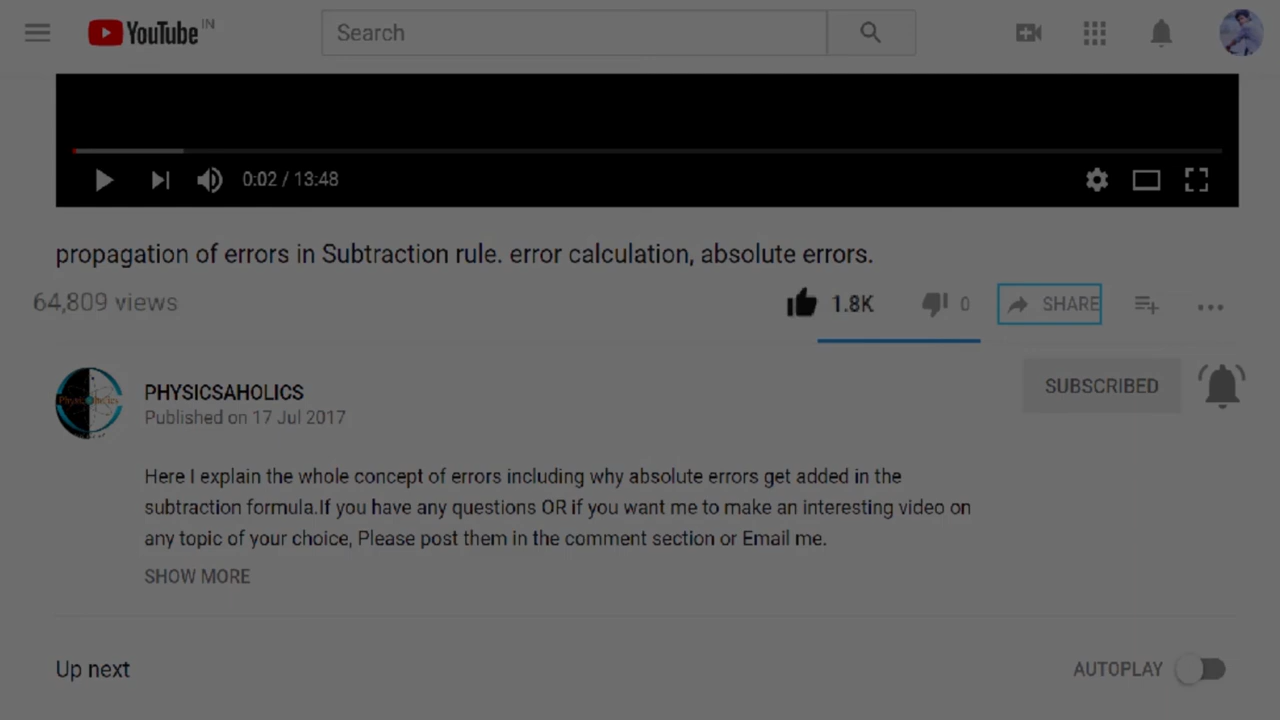 YouTube IN
Search
0:02 / 13:48
propagation of errors in Subtraction rule. error calculation, absolute errors.
64,809 views
1.8K
0
SHARE
PHYSICSAHOLICS
Published on 17 Jul 2017
SUBSCRIBED
Here I explain the whole concept of errors including why absolute errors get added in the
subtraction formula.If you have any questions OR if you want me to make an interesting video on
any topic of your choice, Please post them in the comment section or Email me.
SHOW MORE
Up next
AUTOPLAY